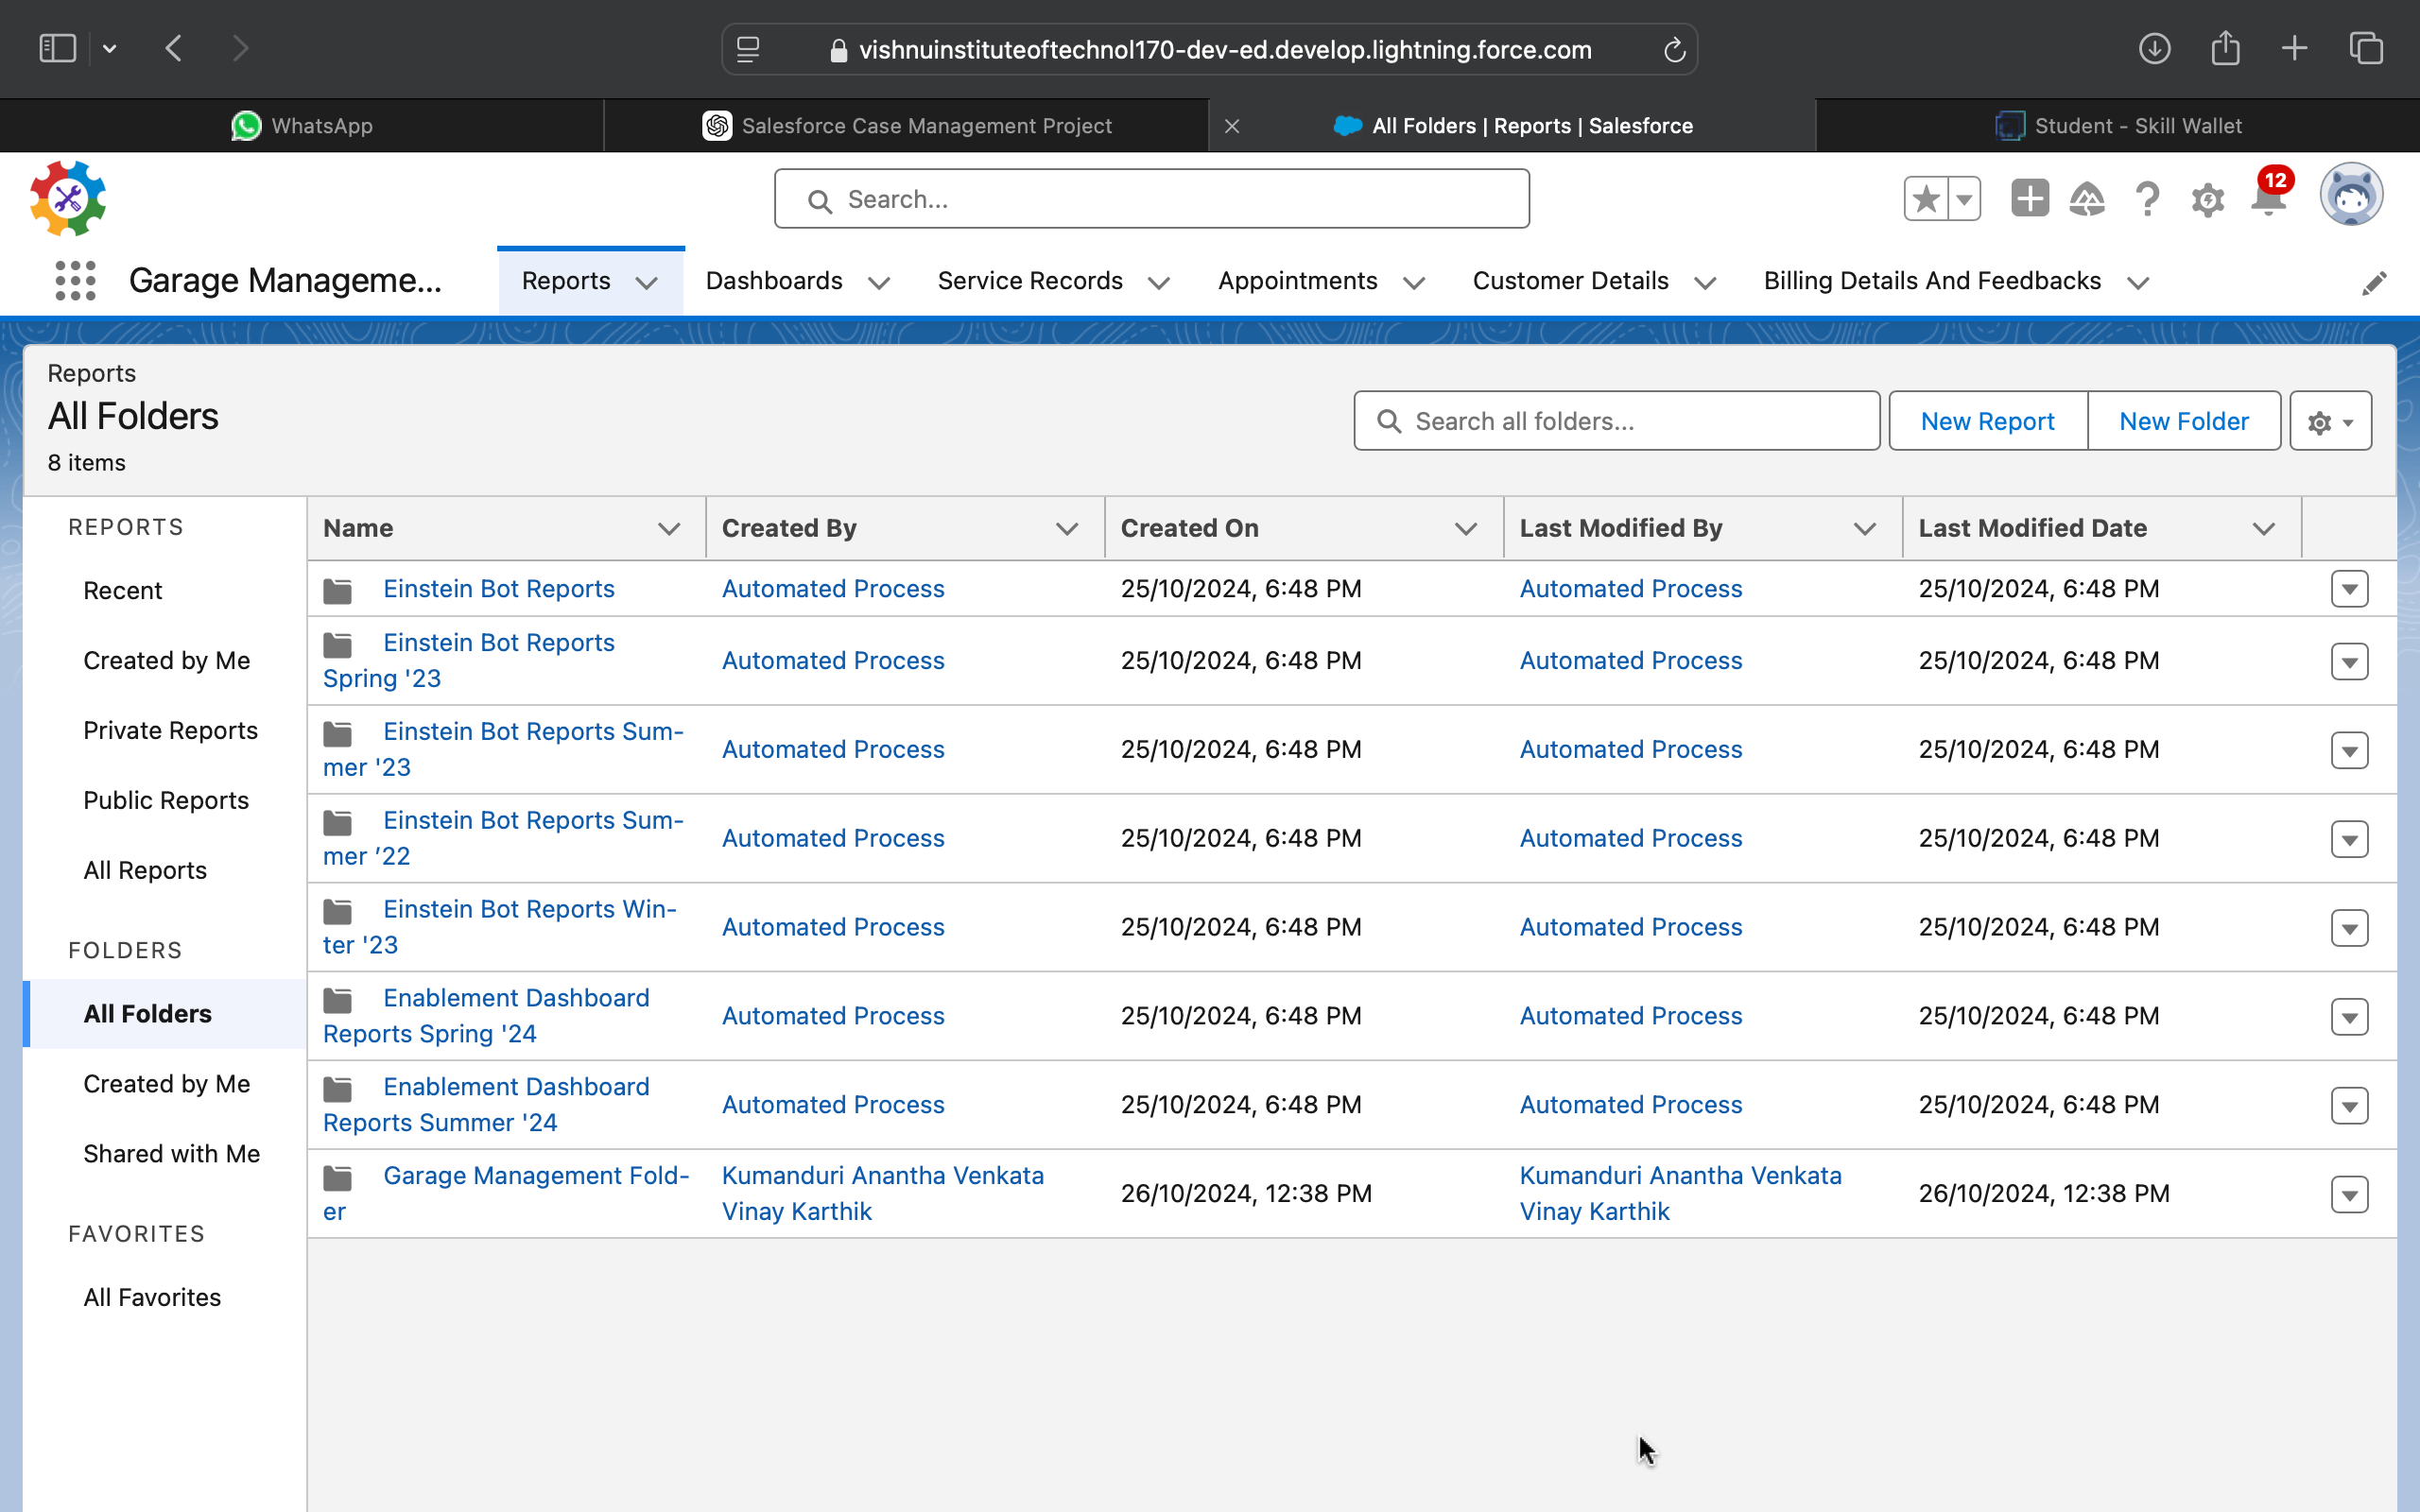 vishnuinstituteoftechnol170-dev-ed.develop.lightning.force.com
WhatsApp
Salesforce Case Management Project
All Folders | Reports | Salesforce
Student - Skill Wallet
Search...
12
Garage Manageme...
Reports
Dashboards
Service Records
Appointments
Customer Details
Billing Details And Feedbacks
Reports
All Folders
8 items
Search all folders...
New Report
New Folder
REPORTS
Recent
Created by Me
Private Reports
Public Reports
All Reports
FOLDERS
All Folders
Created by Me
Shared with Me
FAVORITES
All Favorites
Name Created By Created On Last Modified By Last Modified Date
Einstein Bot Reports Automated Process 25/10/2024, 6:48 PM Automated Process 25/10/2024, 6:48 PM
Einstein Bot Reports
Spring '23
Automated Process 25/10/2024, 6:48 PM Automated Process 25/10/2024, 6:48 PM
Einstein Bot Reports Sum-
mer '23
Automated Process 25/10/2024, 6:48 PM Automated Process 25/10/2024, 6:48 PM
Einstein Bot Reports Sum-
mer '22
Automated Process 25/10/2024, 6:48 PM Automated Process 25/10/2024, 6:48 PM
Einstein Bot Reports Win-
ter '23
Automated Process 25/10/2024, 6:48 PM Automated Process 25/10/2024, 6:48 PM
Enablement Dashboard
Reports Spring '24
Automated Process 25/10/2024, 6:48 PM Automated Process 25/10/2024, 6:48 PM
Enablement Dashboard
Reports Summer '24
Automated Process 25/10/2024, 6:48 PM Automated Process 25/10/2024, 6:48 PM
Garage Management Fold-
er
Kumanduri Anantha Venkata
Vinay Karthik
26/10/2024, 12:38 PM
Kumanduri Anantha Venkata
Vinay Karthik
26/10/2024, 12:38 PM